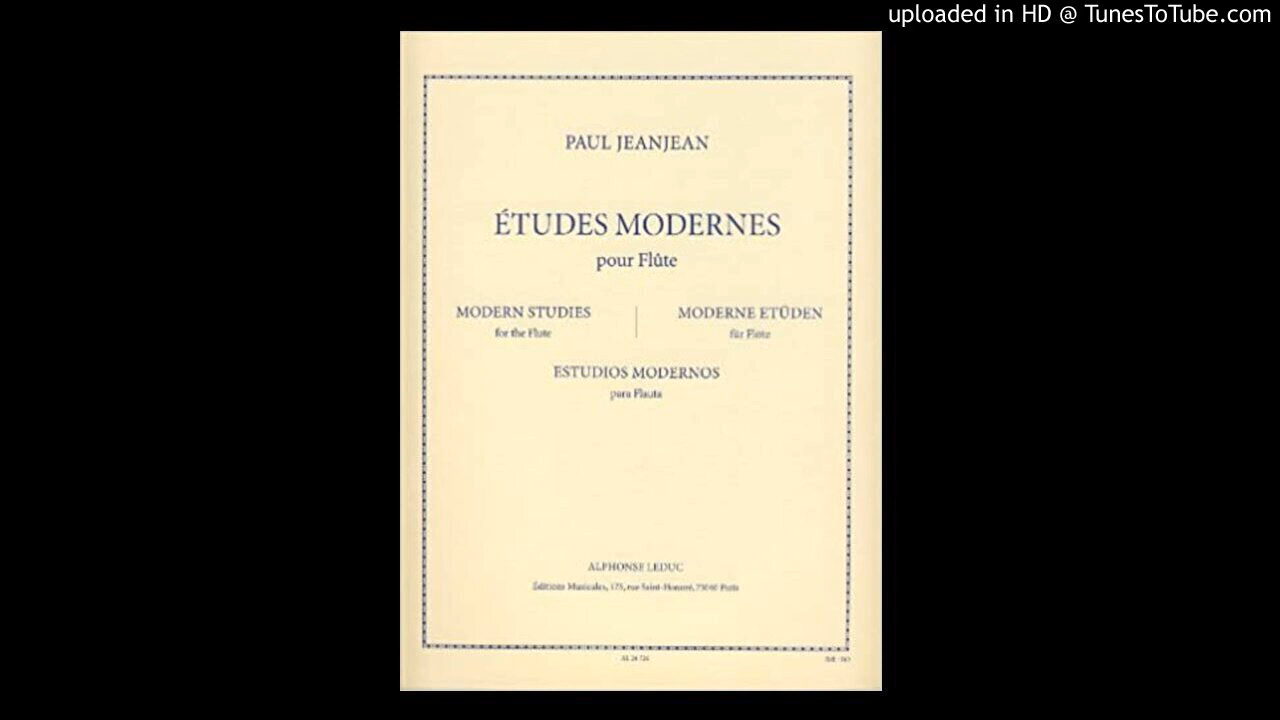 uploaded in HD @ TunesToTube.com
PAUL JEANJEAN
ÉTUDES MODERNES
pour Flûte
MODERN STUDIES
for the Flute
MODERNE ETÜDEN
für Flöte
ESTUDIOS MODERNOS
para Flauta
ALPHONSE LEDUC
Éditions Musicales, 175, rue Saint-Honoré, 75040 Paris